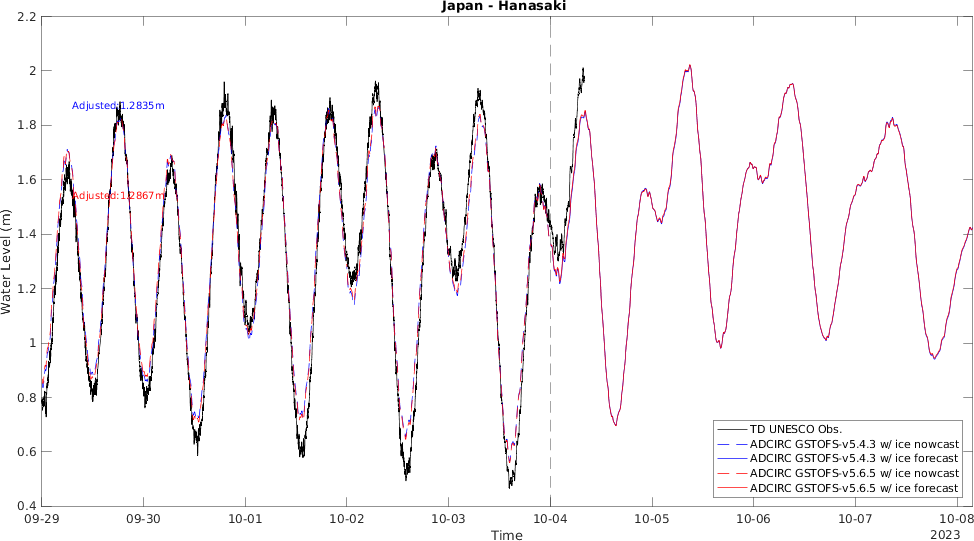 Japan - Hanasaki
2.2
2
1.8
1.6
1.4
1.2
1
0.8
0.6
0.4
Water Level (m)
Adjusted:1.2835m
Adjusted:1.2867m
TD UNESCO Obs.
ADCIRC GSTOFS-v5.4.3 w/ ice nowcast
ADCIRC GSTOFS-v5.4.3 w/ ice forecast
ADCIRC GSTOFS-v5.6.5 w/ ice nowcast
ADCIRC GSTOFS-v5.6.5 w/ ice forecast
09-29 09-30 10-01 10-02 10-03 10-04 10-05 10-06 10-07 10-08
Time 2023